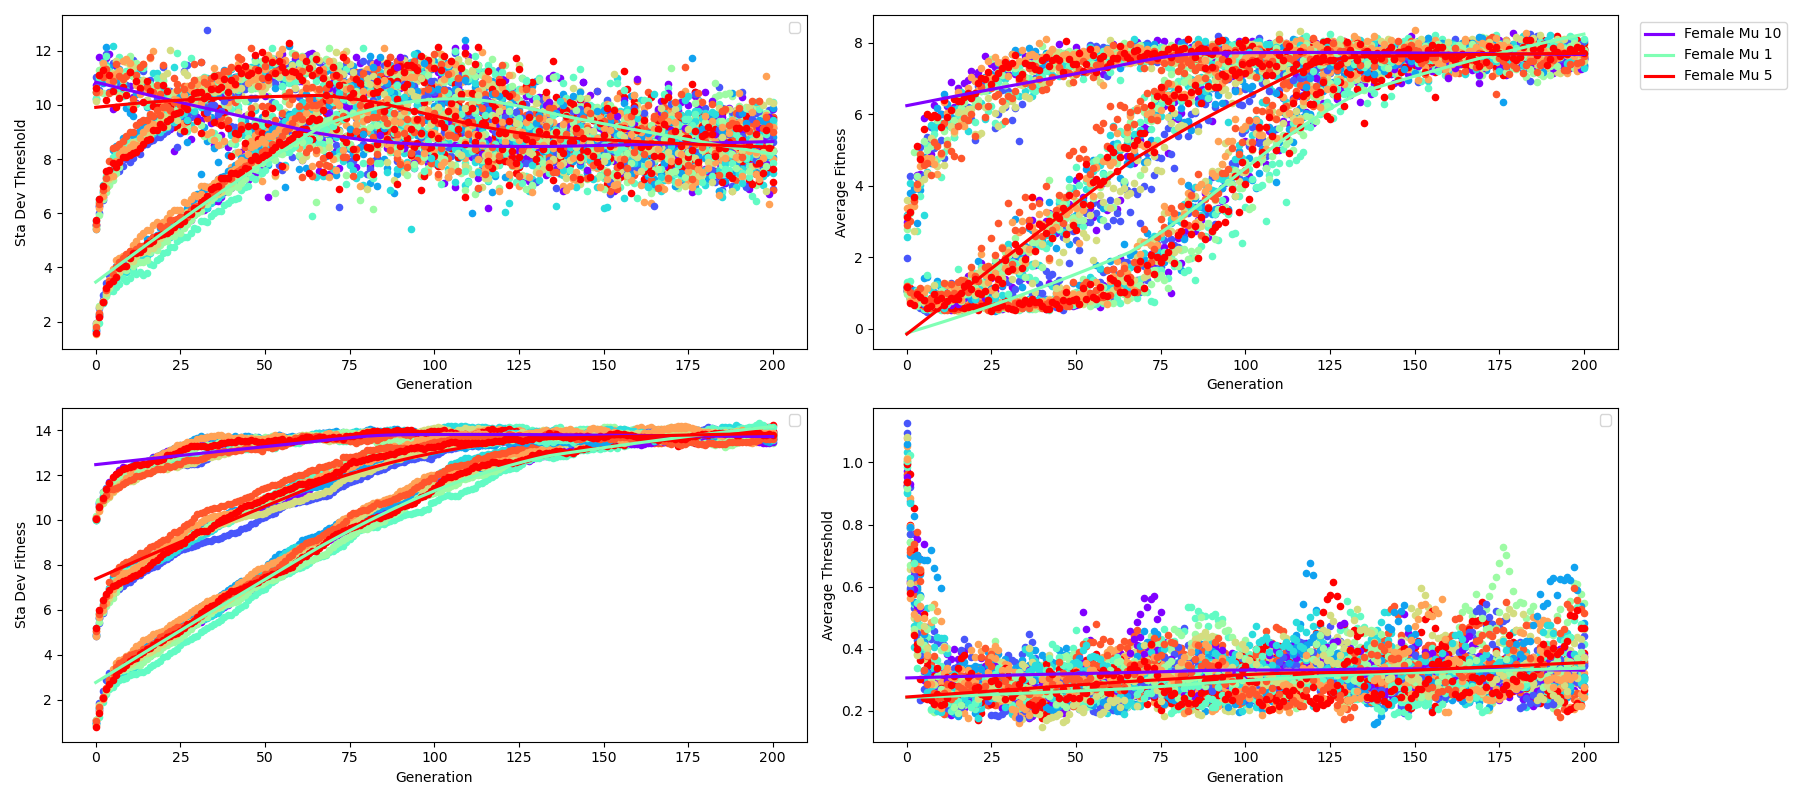 12
10
8
6
4
2
Sta Dev Threshold
0 25 50 75 100 125 150 175 200
Generation
8
6
4
2
0
Average Fitness
0 25 50 75 100 125 150 175 200
Generation
Female Mu 10
Female Mu 1
Female Mu 5
14
12
10
8
6
4
2
Sta Dev Fitness
0 25 50 75 100 125 150 175 200
Generation
1.0
0.8
0.6
0.4
0.2
Average Threshold
0 25 50 75 100 125 150 175 200
Generation